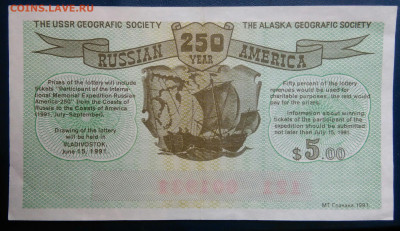 COINS.LAVE.RU
THE USSR GEOGRAFIC SOCIETY
THE ALASKA GEOGRAFIC SOCIETY
RUSSIAN
250
YEAR
AMERICA
Prizes of the lottery will include
tickets "Participant of the Interna-
tional Memorial Expedition Russian
America-250" from the Coasts of
Russia to the Coasts of America
(1991, July-September).
Drawing of the lottery
will be held in
VLADIVOSTOK,
June 15, 1991.
Fifty percent of the lottery
revenues would be used for
charitable purposes, the rest would
pay for the prizes.
Information about winning
tickets of the participants of the
expedition should be submitted
not later than July 15, 1991.
$5.00
1991.